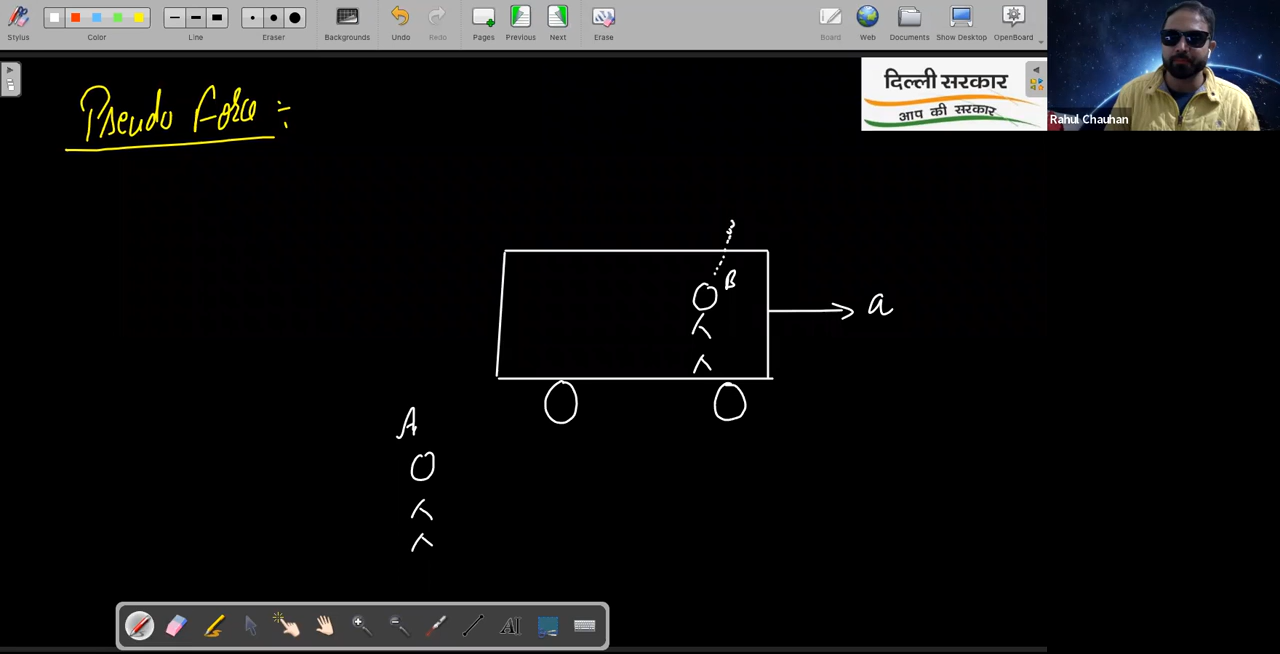 Stylus
Color
Line
Eraser
Backgrounds
Undo
Redo
Pages
Previous
Next
Erase
Board
Web
Documents
Show Desktop
OpenBoard
Pseudo Force :
दिल्ली सरकार
आप की सरकार
Rahul Chauhan
B
a
A
AI